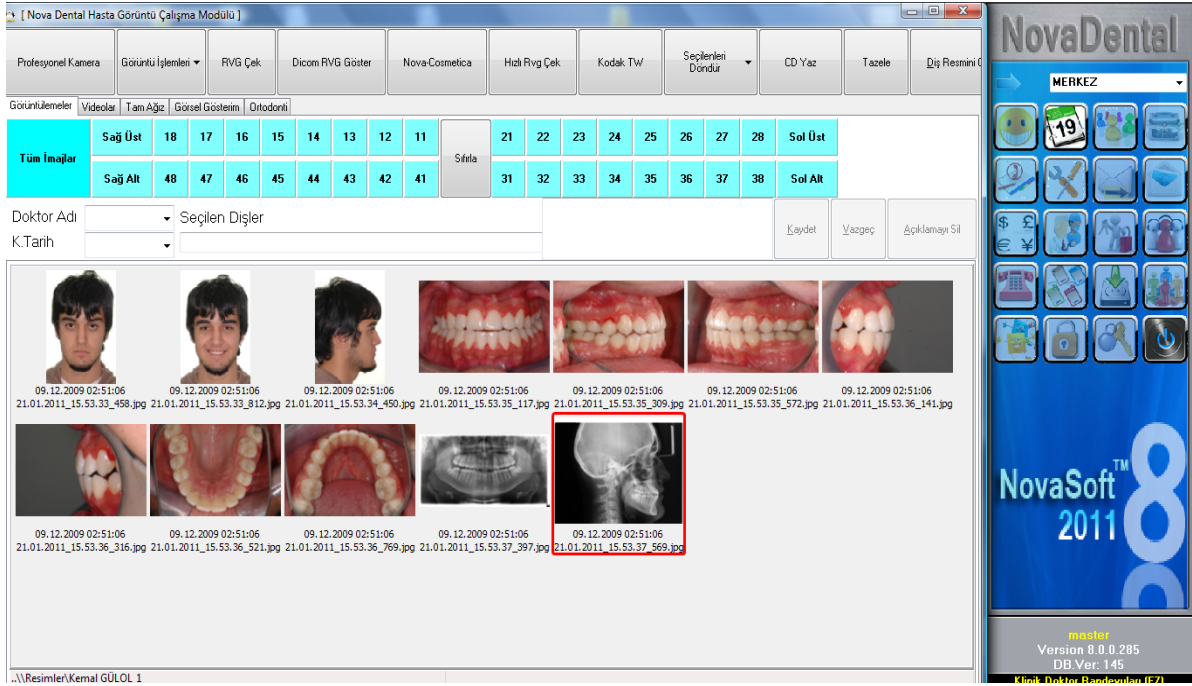 [ Nova Dental Hasta Görüntü Çalışma Modülü ]
Profesyonel Kamera
Görüntü İşlemleri
RVG Çek
Dicom RVG Göster
Nova-Cosmetica
Hızlı Rvg Çek
Kodak TW
Seçilenleri Döndür
CD Yaz
Tazele
Diş Resmini
Görüntülemeler Videolar Tam Ağız Görsel Gösterim Ortodonti
Tüm İmajlar
Sağ Üst 18 17 16 15 14 13 12 11
Sıfırla
21 22 23 24 25 26 27 28 Sol Üst
Sağ Alt 48 47 46 45 44 43 42 41
31 32 33 34 35 36 37 38 Sol Alt
Doktor Adı
Seçilen Dişler
K.Tarih
Kaydet
Vazgeç
Açıklamayı Sil
09.12.2009 02:51:06 09.12.2009 02:51:06 09.12.2009 02:51:06 09.12.2009 02:51:06 09.12.2009 02:51:06 09.12.2009 02:51:06 09.12.2009 02:51:06
21.01.2011_15.53.33_458.jpg 21.01.2011_15.53.33_812.jpg 21.01.2011_15.53.34_450.jpg 21.01.2011_15.53.35_117.jpg 21.01.2011_15.53.35_309.jpg 21.01.2011_15.53.35_572.jpg 21.01.2011_15.53.36_141.jpg
09.12.2009 02:51:06 09.12.2009 02:51:06 09.12.2009 02:51:06 09.12.2009 02:51:06 09.12.2009 02:51:06
21.01.2011_15.53.36_316.jpg 21.01.2011_15.53.36_521.jpg 21.01.2011_15.53.36_769.jpg 21.01.2011_15.53.37_397.jpg 21.01.2011_15.53.37_569.jpg
..\\Resimler\Kemal GÜLOL 1
NovaDental
MERKEZ
19
$ £
€ ¥
NovaSoft™
2011
8
master
Version 8.0.0.285
DB.Ver: 145
Klinik Doktor Randevuları (F7)